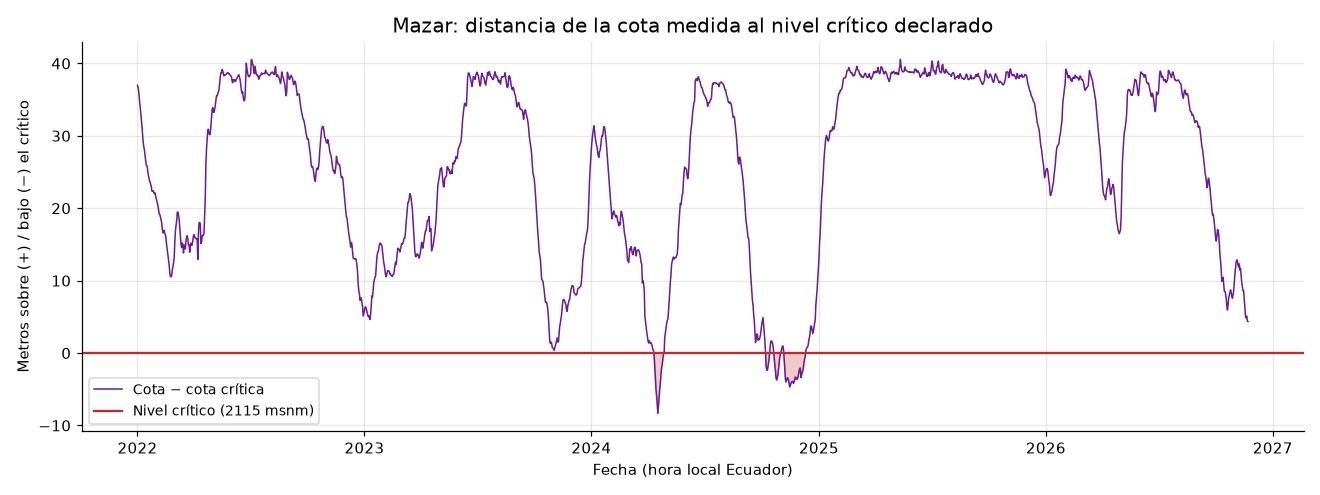 Mazar: distancia de la cota medida al nivel crítico declarado
Metros sobre (+) / bajo (−) el crítico
40
30
20
10
0
−10
Cota − cota crítica
Nivel crítico (2115 msnm)
2022
2023
2024
2025
2026
2027
Fecha (hora local Ecuador)